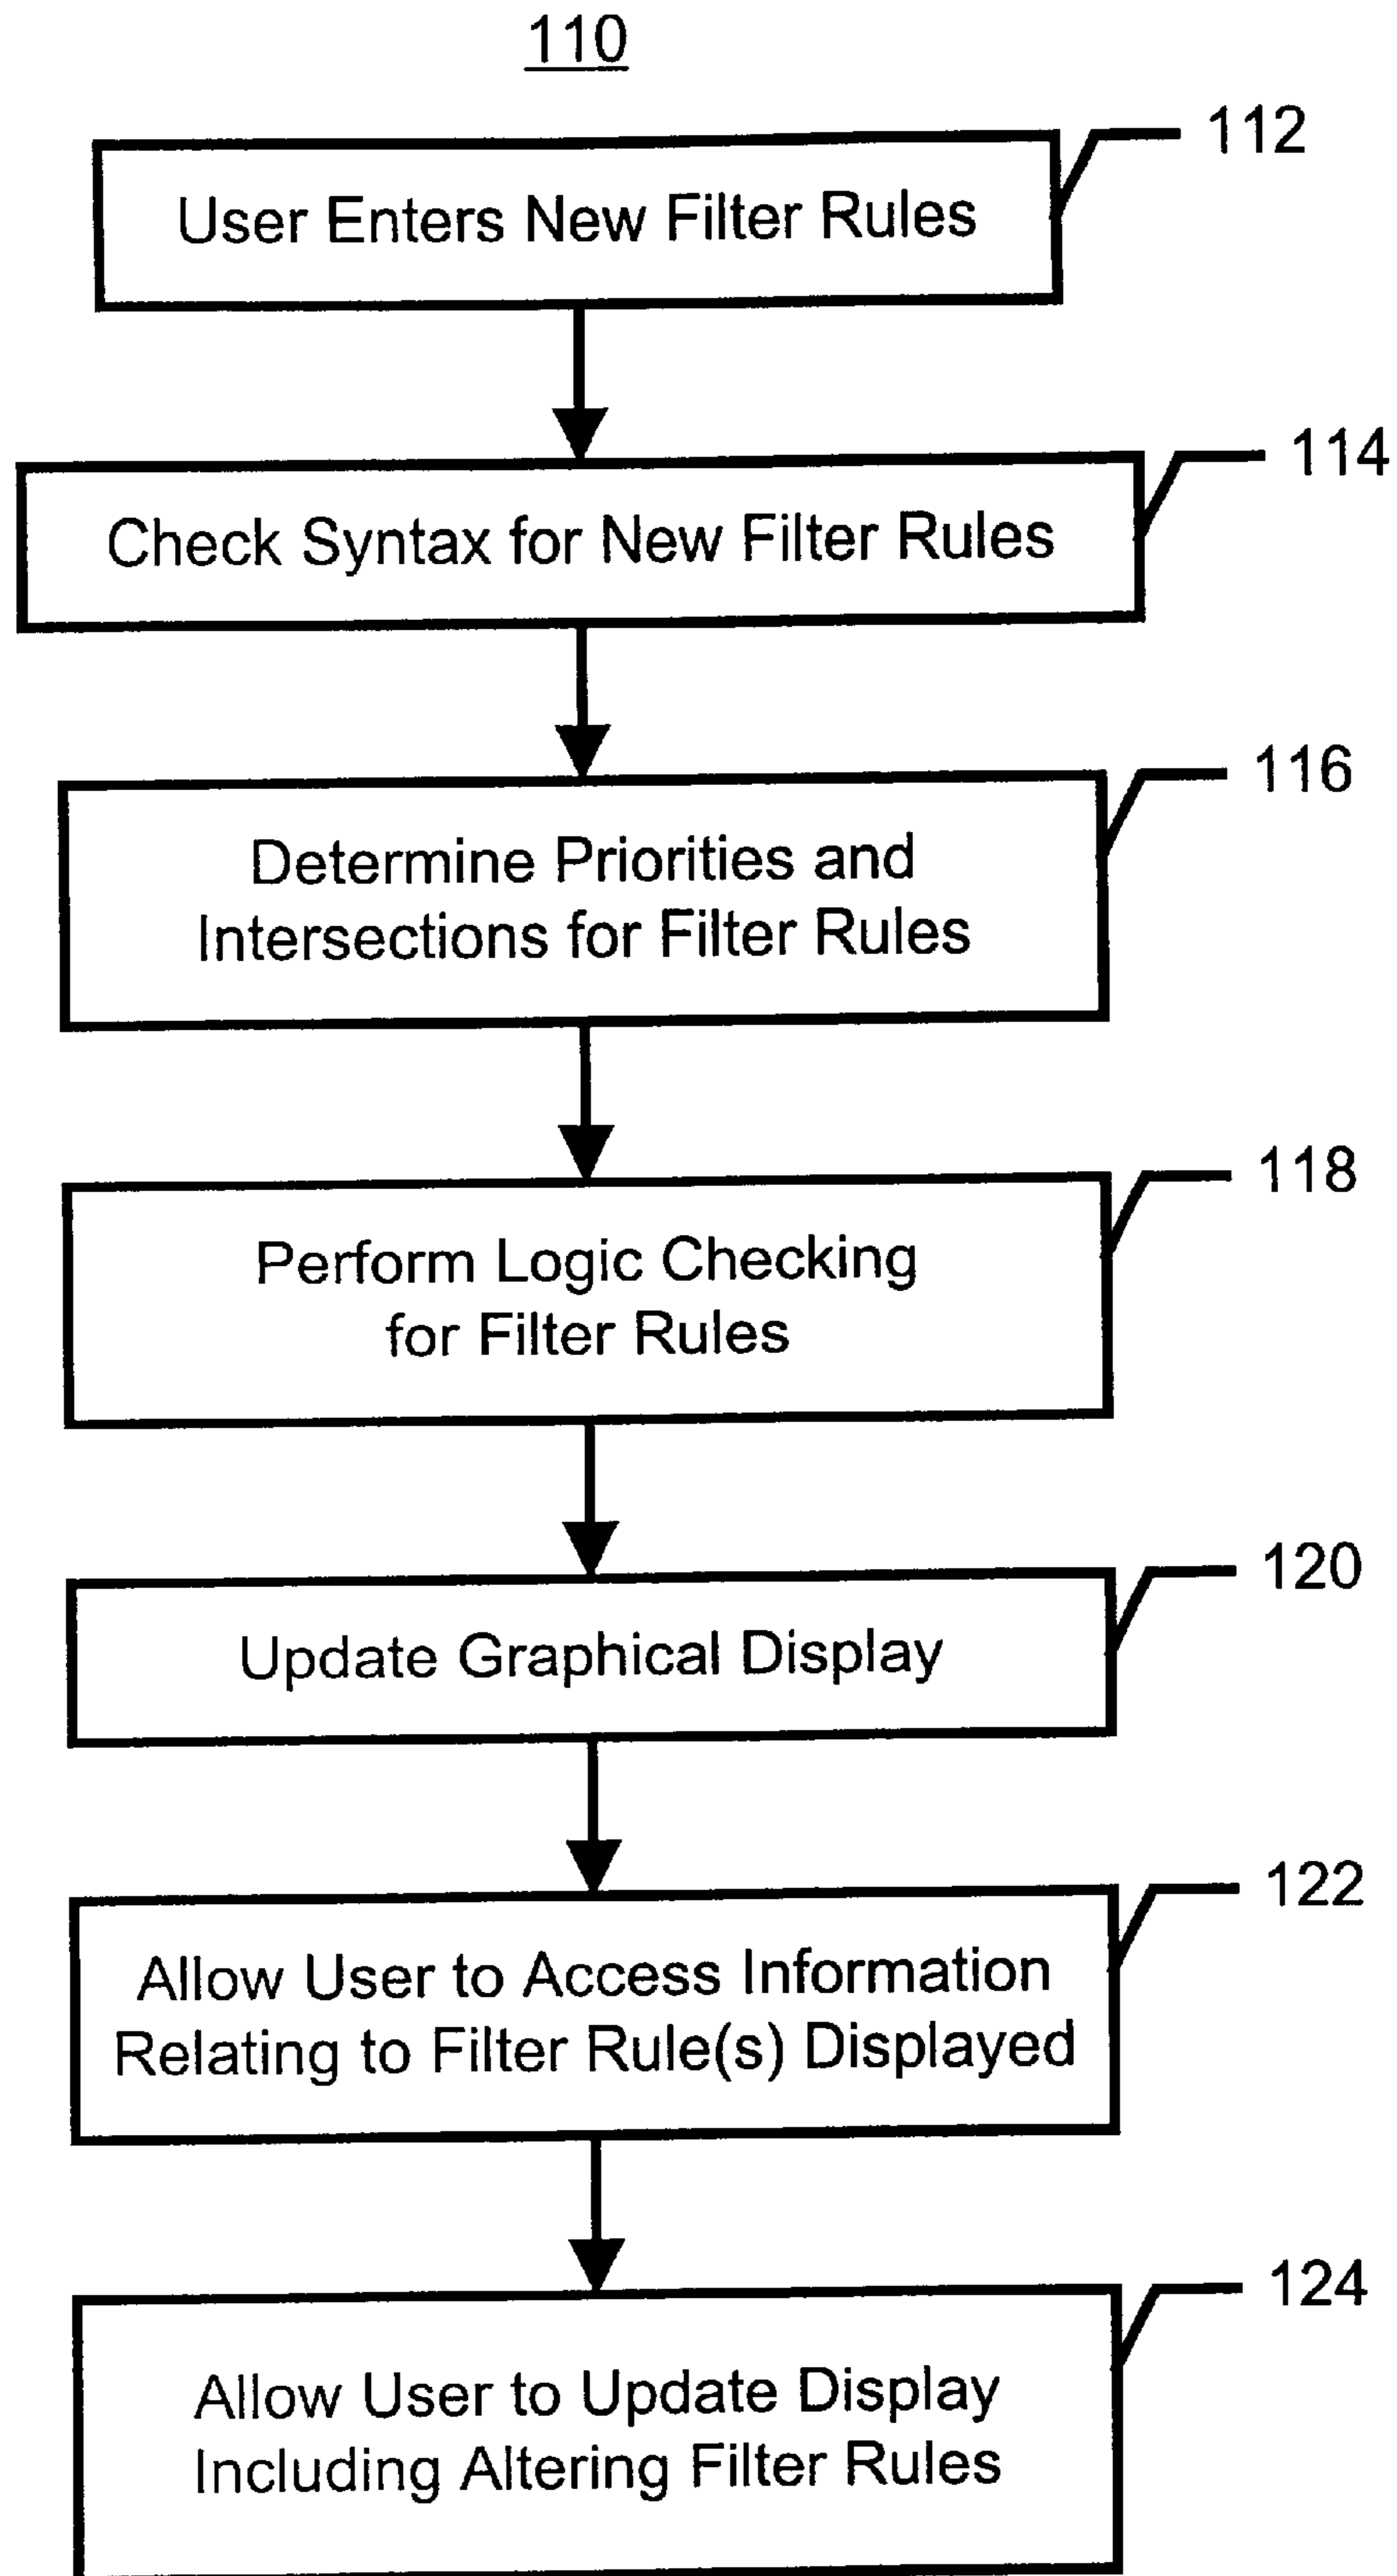 110
112
User Enters New Filter Rules
114
Check Syntax for New Filter Rules
116
Determine Priorities and
Intersections for Filter Rules
118
Perform Logic Checking
for Filter Rules
120
Update Graphical Display
122
Allow User to Access Information
Relating to Filter Rule(s) Displayed
124
Allow User to Update Display
Including Altering Filter Rules